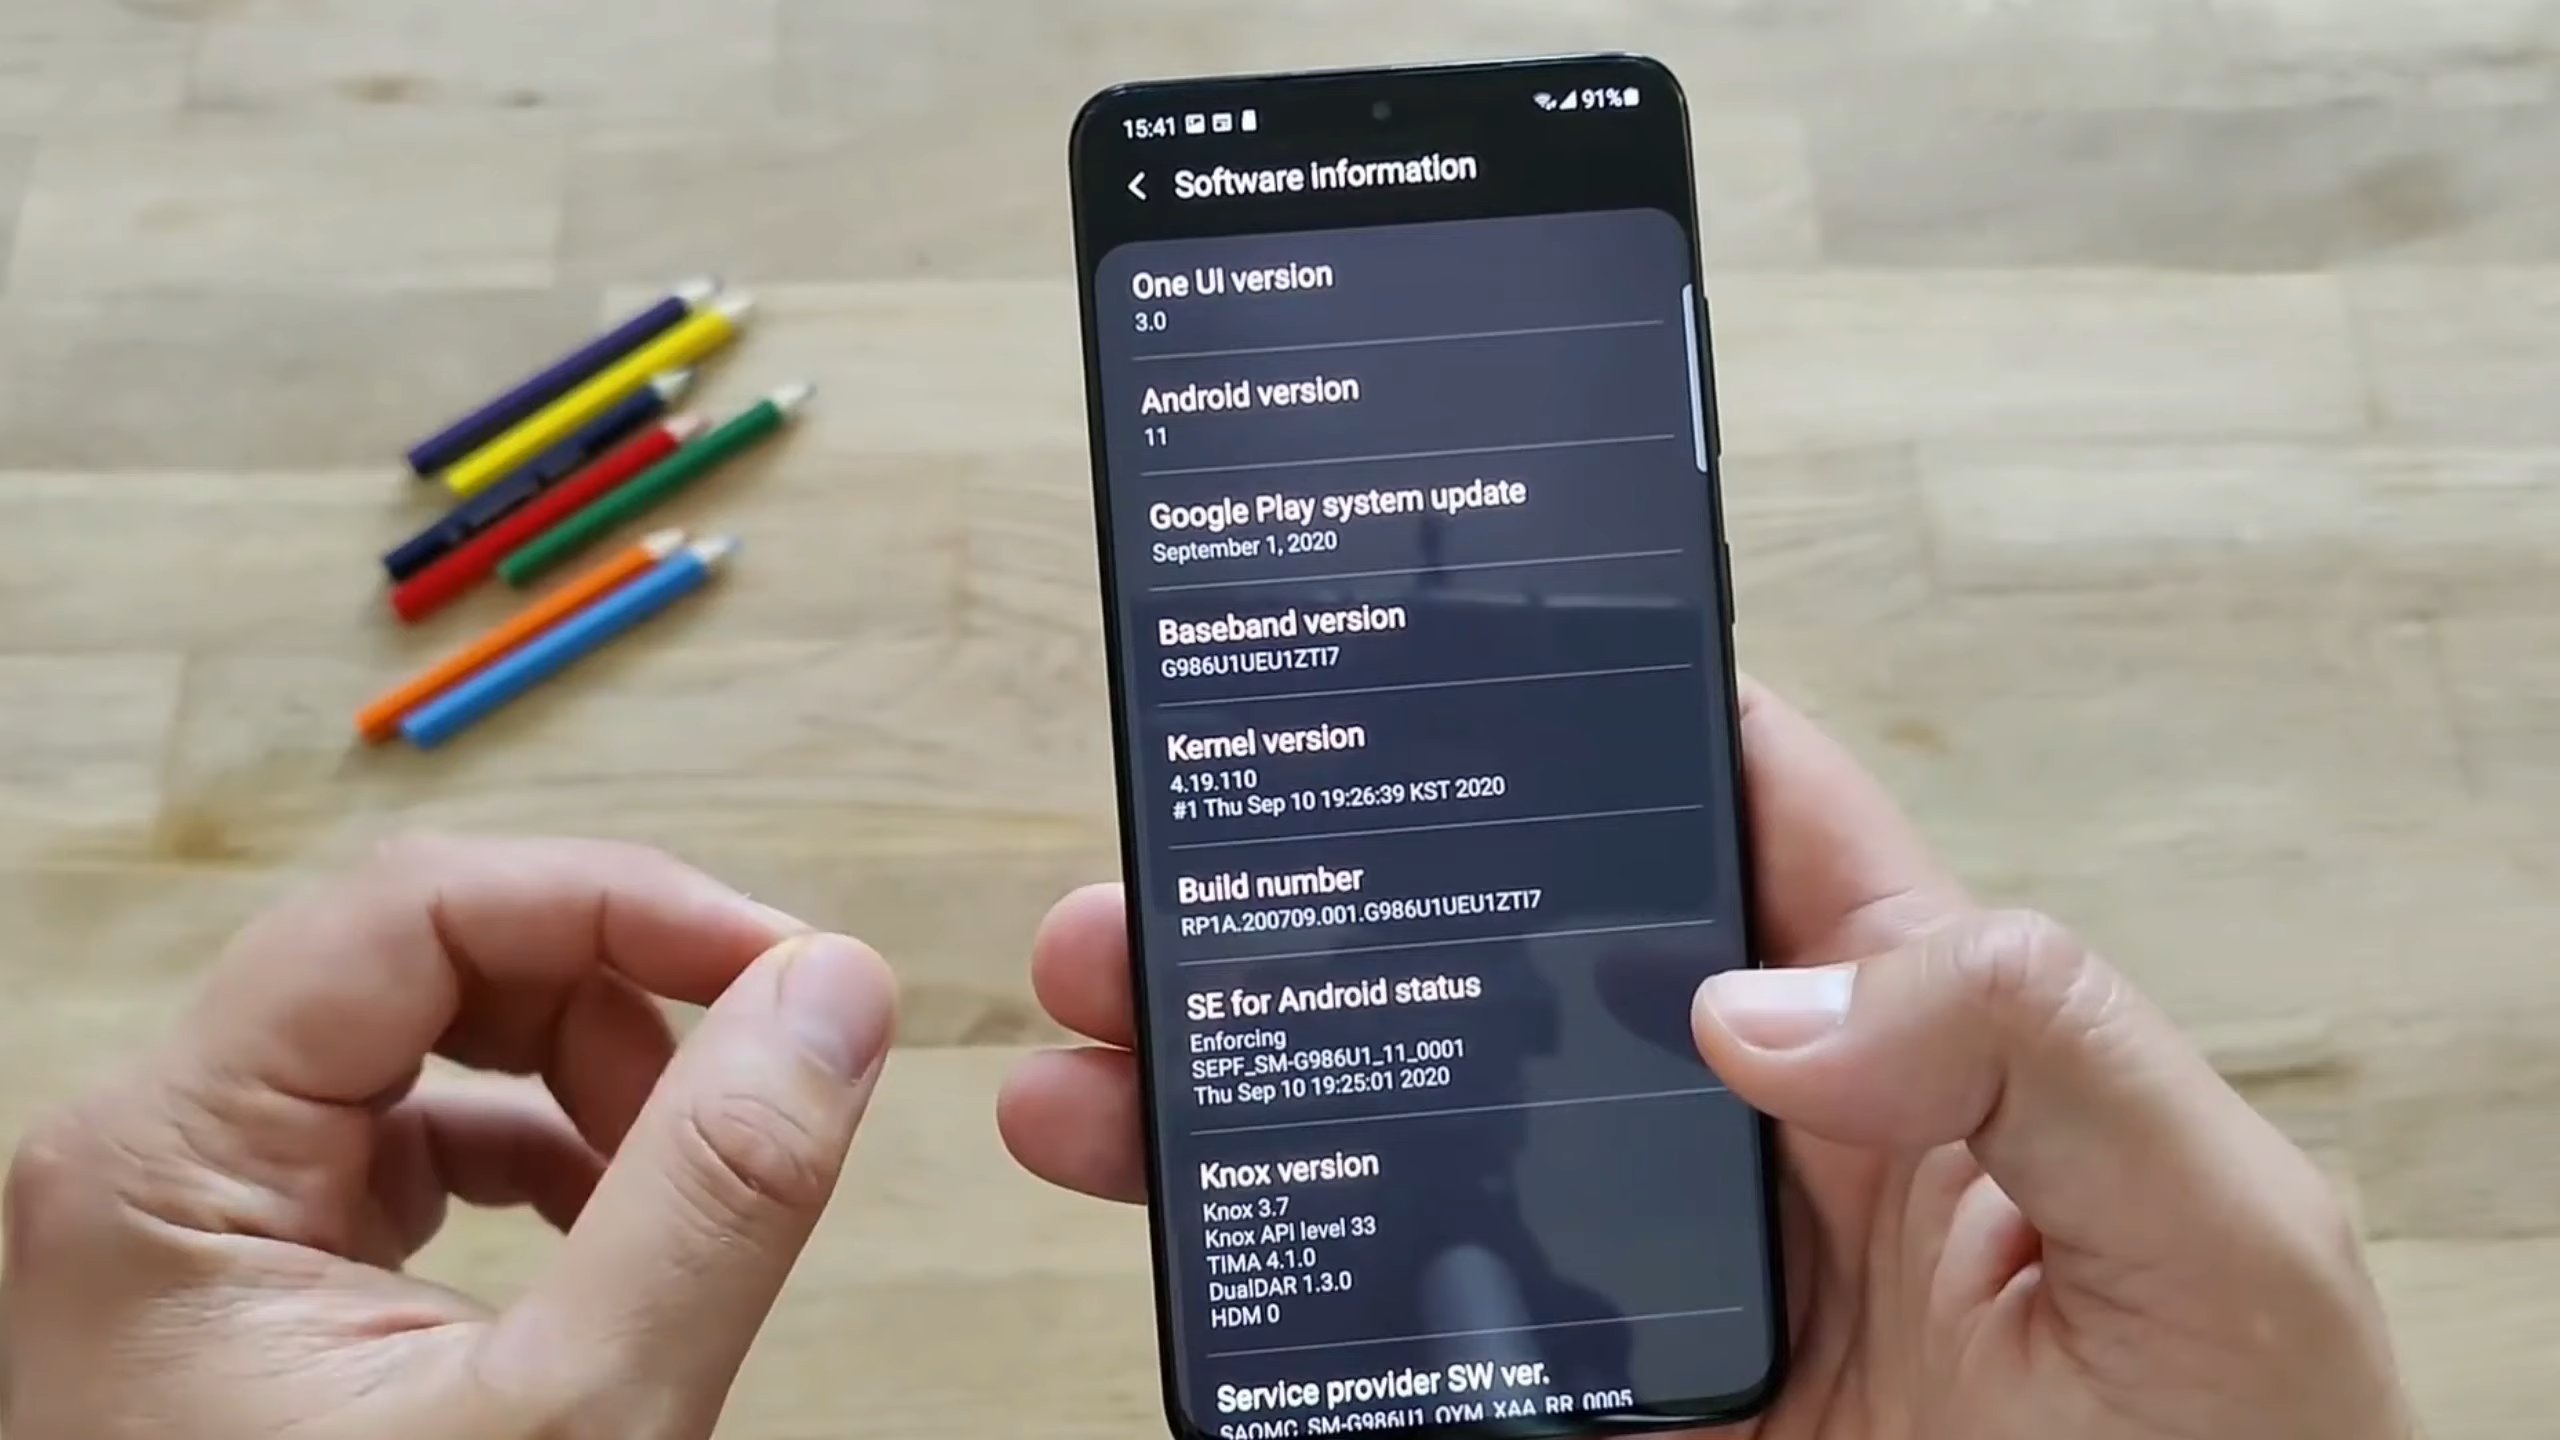 15:41 91%
Software information
One UI version
3.0
Android version
11
Google Play system update
September 1, 2020
Baseband version
G986U1UEU1ZTI7
Kernel version
4.19.110
#1 Thu Sep 10 19:26:39 KST 2020
Build number
RP1A.200709.001.G986U1UEU1ZTI7
SE for Android status
Enforcing
SEPF_SM-G986U1_11_0001
Thu Sep 10 19:25:01 2020
Knox version
Knox 3.7
Knox API level 33
TIMA 4.1.0
DualDAR 1.3.0
HDM 0
Service provider SW ver.
SAOMC_SM-G986U1_OYM_XAA_RR_0005